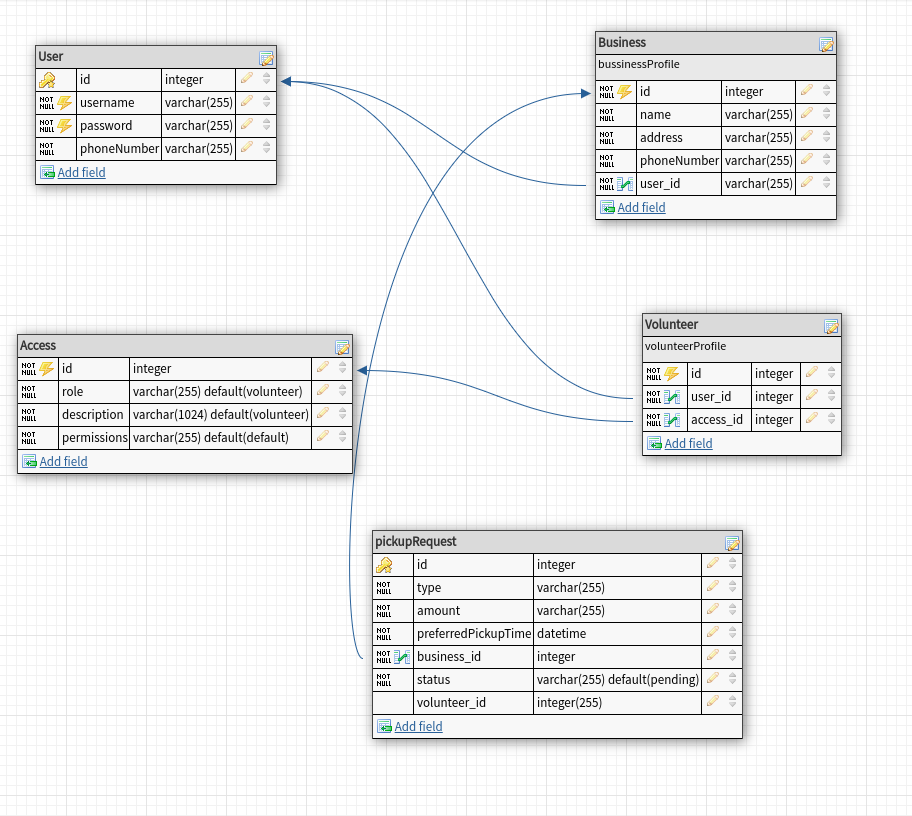 User
id integer
NOT NULL username varchar(255)
NOT NULL password varchar(255)
NOT NULL phoneNumber varchar(255)
Add field
Business
bussinessProfile
NOT NULL id integer
NOT NULL name varchar(255)
NOT NULL address varchar(255)
NOT NULL phoneNumber varchar(255)
NOT NULL user_id varchar(255)
Add field
Access
NOT NULL id integer
NOT NULL role varchar(255) default(volunteer)
NOT NULL description varchar(1024) default(volunteer)
NOT NULL permissions varchar(255) default(default)
Add field
Volunteer
volunteerProfile
NOT NULL id integer
NOT NULL user_id integer
NOT NULL access_id integer
Add field
pickupRequest
id integer
NOT NULL type varchar(255)
NOT NULL amount varchar(255)
NOT NULL preferredPickupTime datetime
NOT NULL business_id integer
NOT NULL status varchar(255) default(pending)
volunteer_id integer(255)
Add field